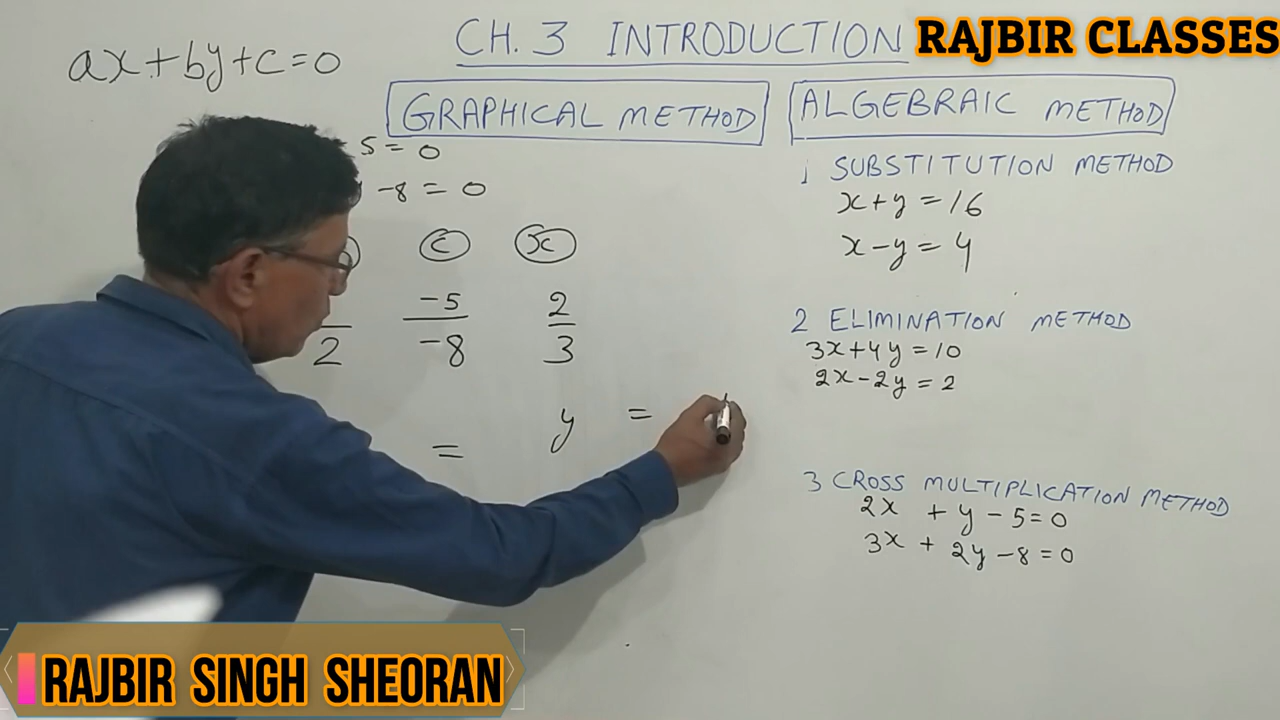 CH. 3 INTRODUCTION
RAJBIR CLASSES
ax+by+c=0
GRAPHICAL METHOD
5 = 0
-8 = 0
c x
-5 2
2 -8 3
= y =
ALGEBRAIC METHOD
1 SUBSTITUTION METHOD
x+y = 16
x-y = 4
2 ELIMINATION METHOD
3x+4y = 10
2x-2y = 2
3 CROSS MULTIPLICATION METHOD
2x + y - 5 = 0
3x + 2y - 8 = 0
RAJBIR SINGH SHEORAN